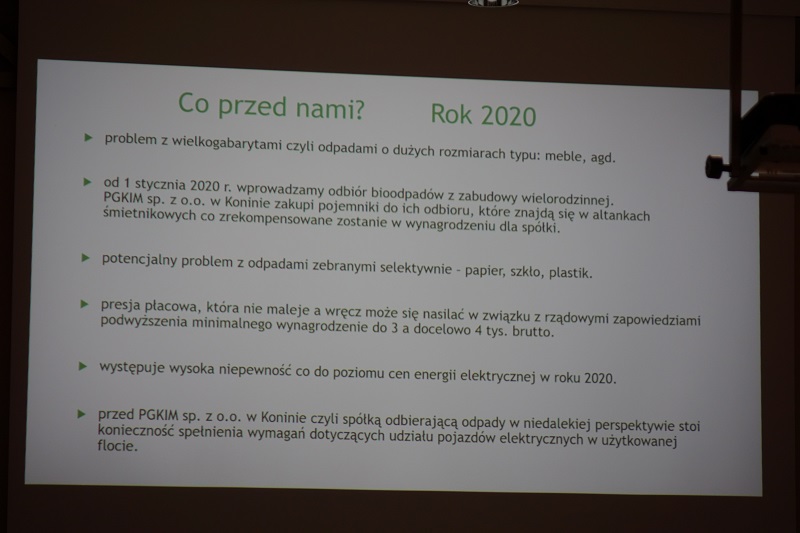 Co przed nami? Rok 2020
problem z wielkogabarytami czyli odpadami o dużych rozmiarach typu: meble, agd.
od 1 stycznia 2020 r. wprowadzamy odbiór bioodpadów z zabudowy wielorodzinnej.
PGKIM sp. z o.o. w Koninie zakupi pojemniki do ich odbioru, które znajdą się w altankach
śmietnikowych co zrekompensowane zostanie w wynagrodzeniu dla spółki.
potencjalny problem z odpadami zebranymi selektywnie - papier, szkło, plastik.
presja płacowa, która nie maleje a wręcz może się nasilać w związku z rządowymi zapowiedziami
podwyższenia minimalnego wynagrodzenie do 3 a docelowo 4 tys. brutto.
występuje wysoka niepewność co do poziomu cen energii elektrycznej w roku 2020.
przed PGKIM sp. z o.o. w Koninie czyli spółką odbierającą odpady w niedalekiej perspektywie stoi
konieczność spełnienia wymagań dotyczących udziału pojazdów elektrycznych w użytkowanej
flocie.